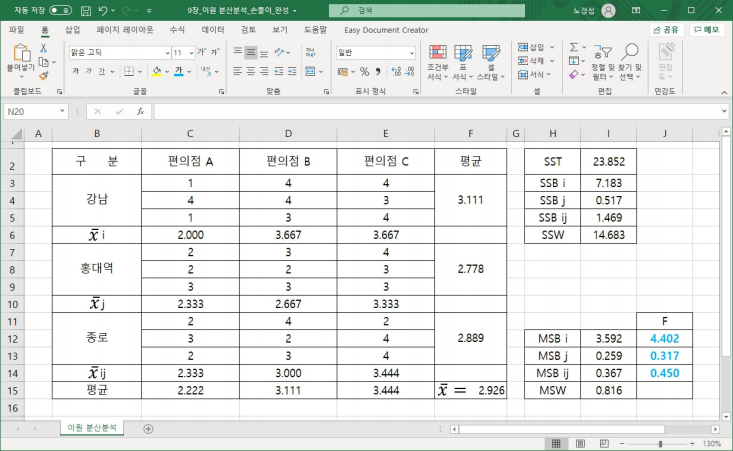 자동 저장 끔 9장_이원 분산분석_손풀이_완성 검색 노경섭
파일 홈 삽입 페이지 레이아웃 수식 데이터 검토 보기 도움말 Easy Document Creator 공유 메모
붙여넣기 맑은 고딕 11 가^ 가ˇ 일반 조건부 서식 표 서식 셀 스타일 삽입 삭제 서식 정렬 및 필터 찾기 및 선택 민감도
가 가 가 가 가 내천 % 9
클립보드 글꼴 맞춤 표시 형식 스타일 셀 편집 민감도
N20 fx
A B C D E F G H I J
2 구 분 편의점 A 편의점 B 편의점 C 평균 SST 23.852
3 1 4 4 SSB i 7.183
4 강남 4 4 3 3.111 SSB j 0.517
5 1 3 4 SSB ij 1.469
6 x̄ i 2.000 3.667 3.667 SSW 14.683
7 2 3 4
8 홍대역 2 2 3 2.778
9 3 3 3
10 x̄ j 2.333 2.667 3.333
11 2 4 2 F
12 종로 3 2 4 2.889 MSB i 3.592 4.402
13 2 3 4 MSB j 0.259 0.317
14 x̄ ij 2.333 3.000 3.444 MSB ij 0.367 0.450
15 평균 2.222 3.111 3.444 x̄ = 2.926 MSW 0.816
16
이원 분산분석
130%